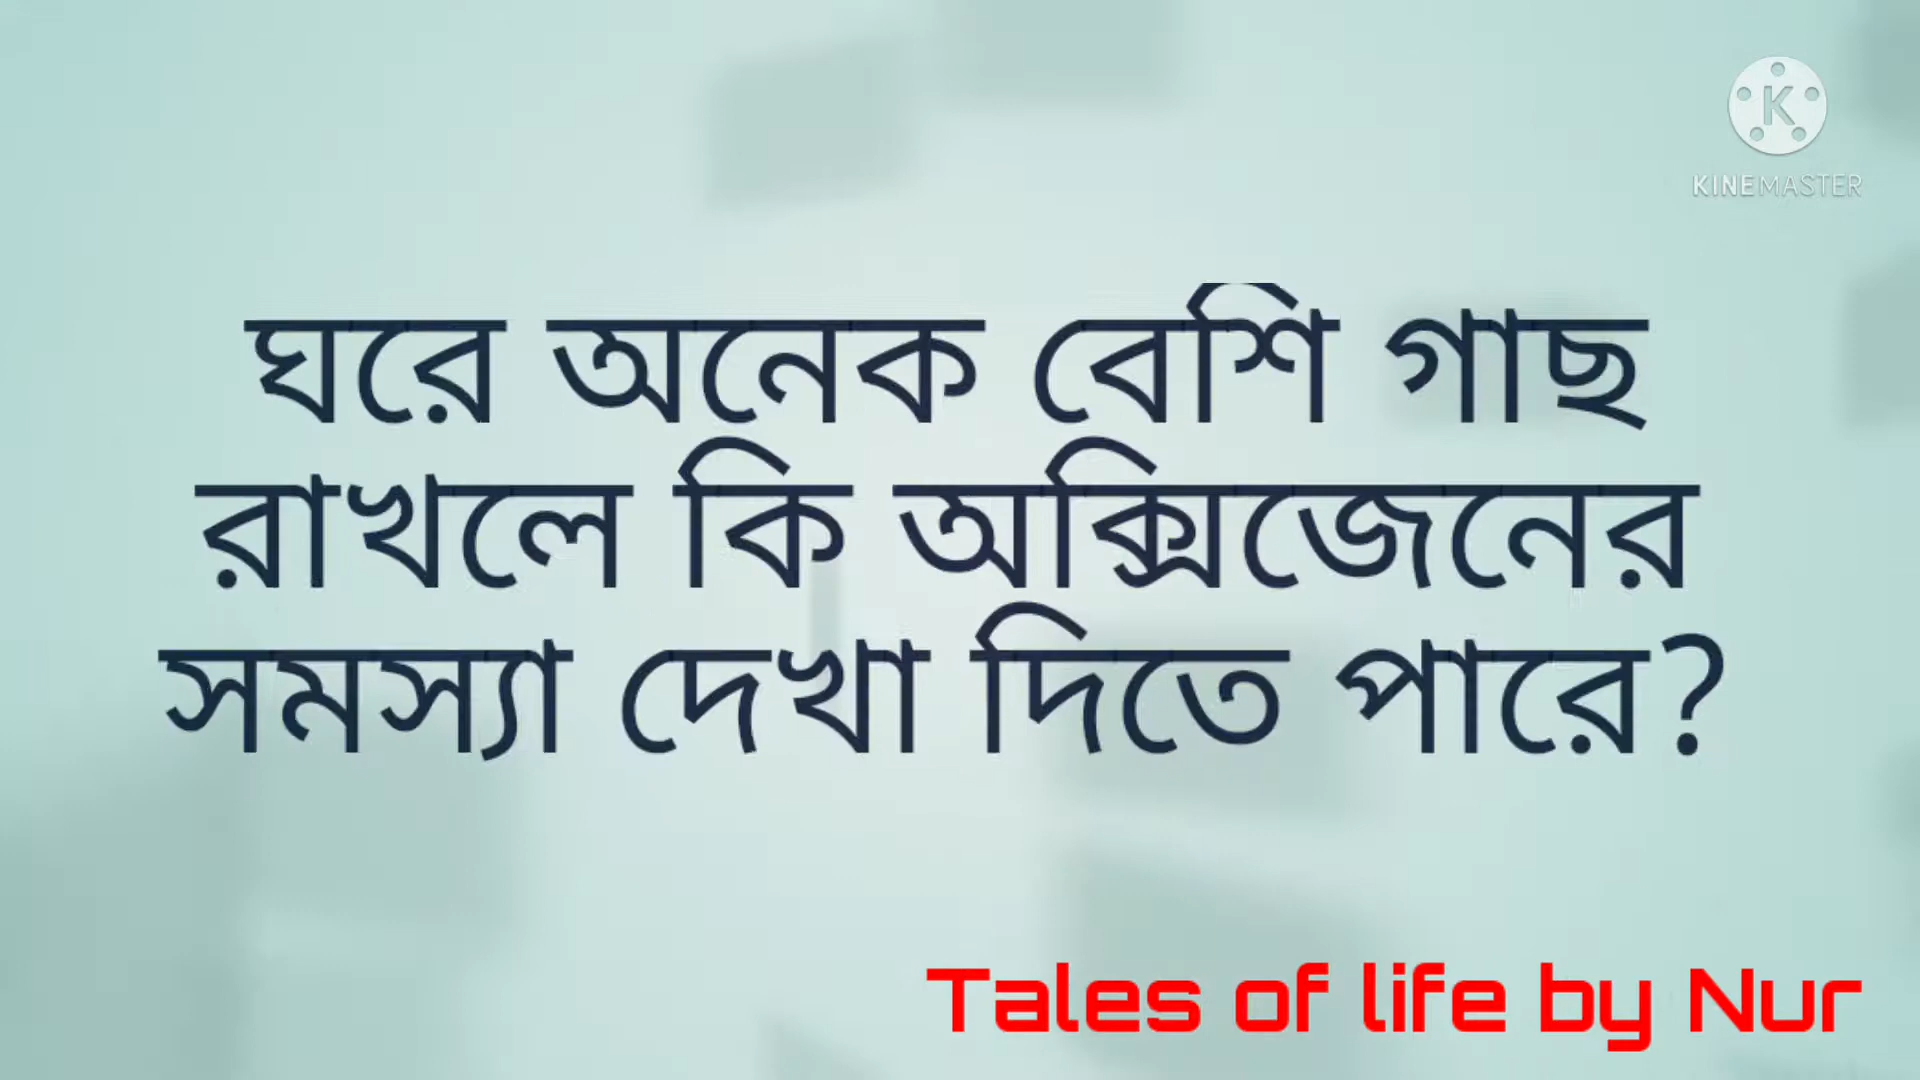 KINEMASTER
ঘরে অনেক বেশি গাছ
রাখলে কি অক্সিজেনের
সমস্যা দেখা দিতে পারে?
Tales of life by Nur